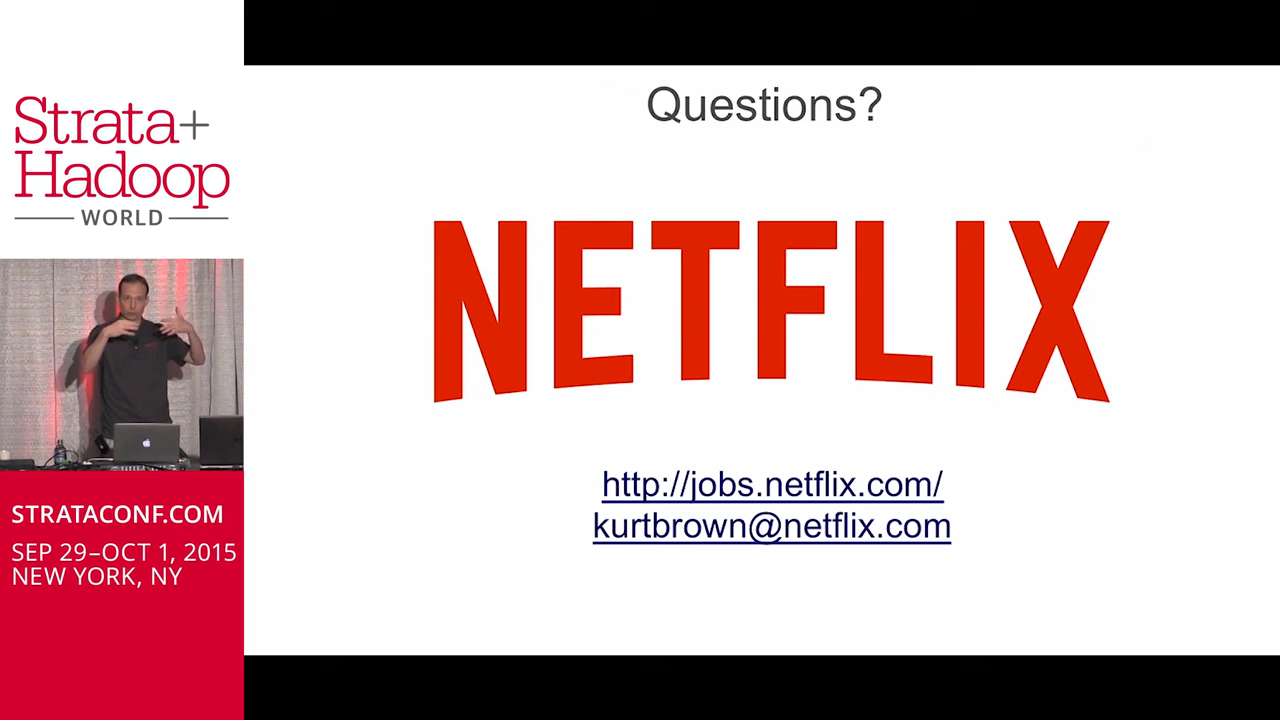 Strata+
Hadoop
WORLD
STRATACONF.COM
SEP 29–OCT 1, 2015
NEW YORK, NY
Questions?
NETFLIX
http://jobs.netflix.com/
kurtbrown@netflix.com